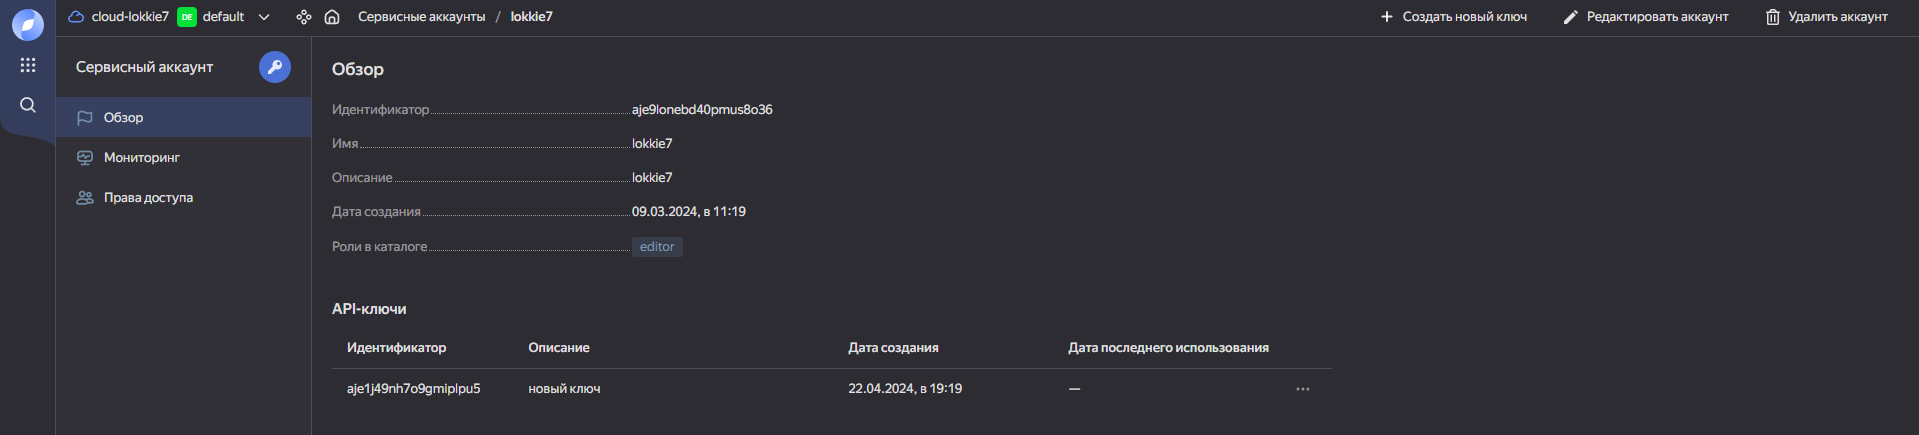 cloud-lokkie7 DE default Сервисные аккаунты / lokkie7 Создать новый ключ Редактировать аккаунт Удалить аккаунт
Сервисный аккаунт
Обзор
Мониторинг
Права доступа
Обзор
Идентификатор aje9lonebd40pmus8o36
Имя lokkie7
Описание lokkie7
Дата создания 09.03.2024, в 11:19
Роли в каталоге editor
API-ключи
Идентификатор Описание Дата создания Дата последнего использования
aje1j49nh7o9gmiplpu5 новый ключ 22.04.2024, в 19:19 —